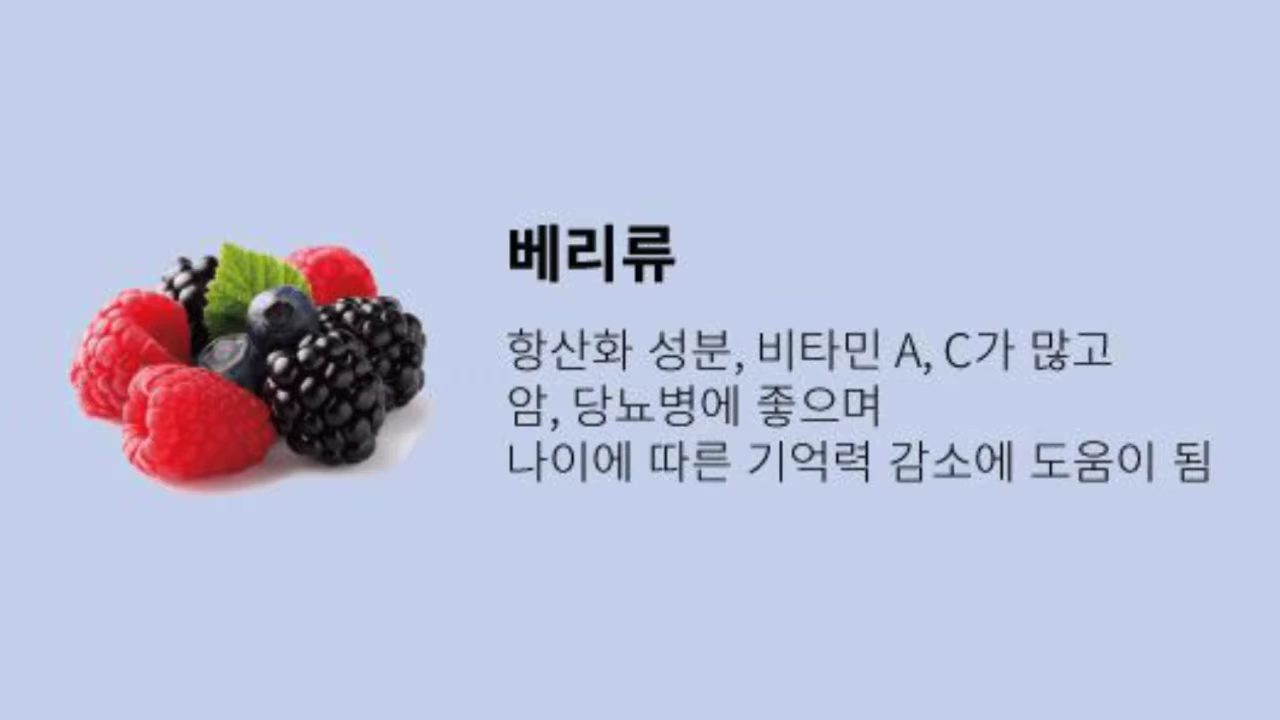 베리류
항산화 성분, 비타민 A, C가 많고
암, 당뇨병에 좋으며
나이에 따른 기억력 감소에 도움이 됨